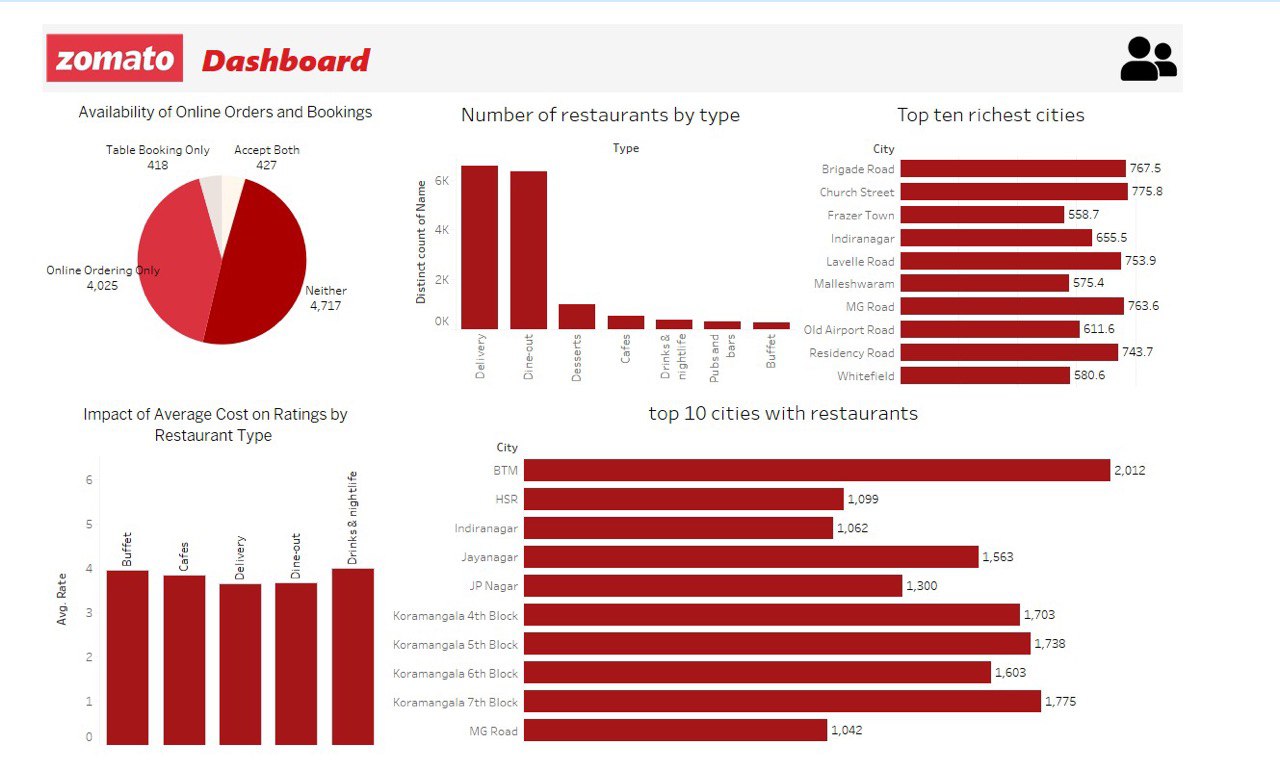 zomato Dashboard
Availability of Online Orders and Bookings
Table Booking Only
418
Accept Both
427
Online Ordering Only
4,025
Neither
4,717
Number of restaurants by type
Type
Distinct count of Name
6K
4K
2K
0K
Delivery
Dine-out
Desserts
Cafes
Drinks &
nightlife
Pubs and
bars
Buffet
Top ten richest cities
City
Brigade Road 767.5
Church Street 775.8
Frazer Town 558.7
Indiranagar 655.5
Lavelle Road 753.9
Malleshwaram 575.4
MG Road 763.6
Old Airport Road 611.6
Residency Road 743.7
Whitefield 580.6
Impact of Average Cost on Ratings by
Restaurant Type
Avg. Rate
6
5
4
3
2
1
0
Buffet
Cafes
Delivery
Dine-out
Drinks & nightlife
top 10 cities with restaurants
City
BTM 2,012
HSR 1,099
Indiranagar 1,062
Jayanagar 1,563
JP Nagar 1,300
Koramangala 4th Block 1,703
Koramangala 5th Block 1,738
Koramangala 6th Block 1,603
Koramangala 7th Block 1,775
MG Road 1,042